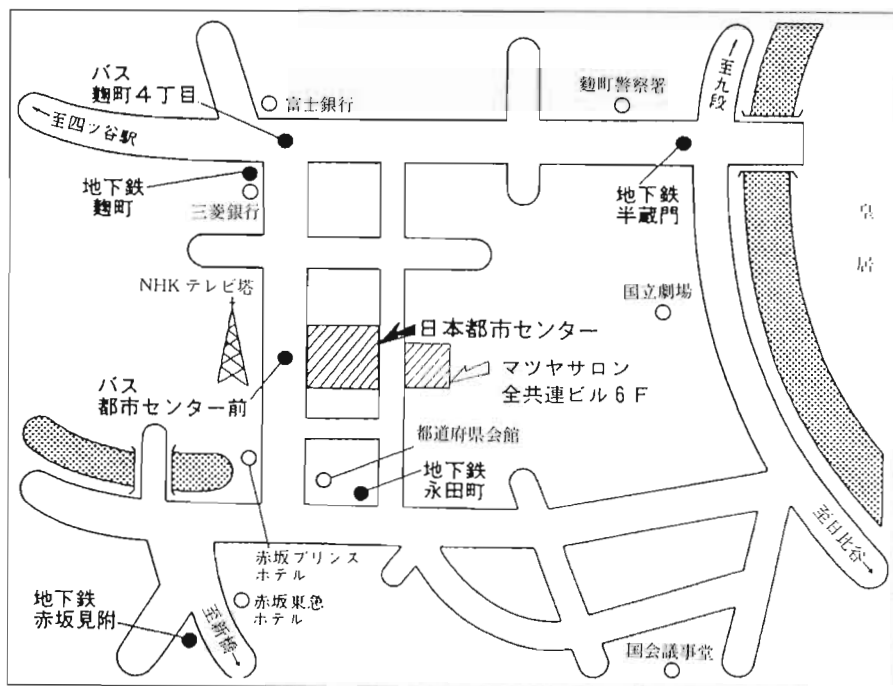 バス
麴町4丁目
富士銀行
麴町警察署
←至九段
←至四ツ谷駅
地下鉄
麴町
三菱銀行
地下鉄
半蔵門
皇居
NHKテレビ塔
国立劇場
日本都市センター
マツヤサロン
全共連ビル6F
バス
都市センター前
都道府県会館
地下鉄
永田町
赤坂プリンス
ホテル
至日比谷→
地下鉄
赤坂見附
赤坂東急
ホテル
至新橋→
国会議事堂